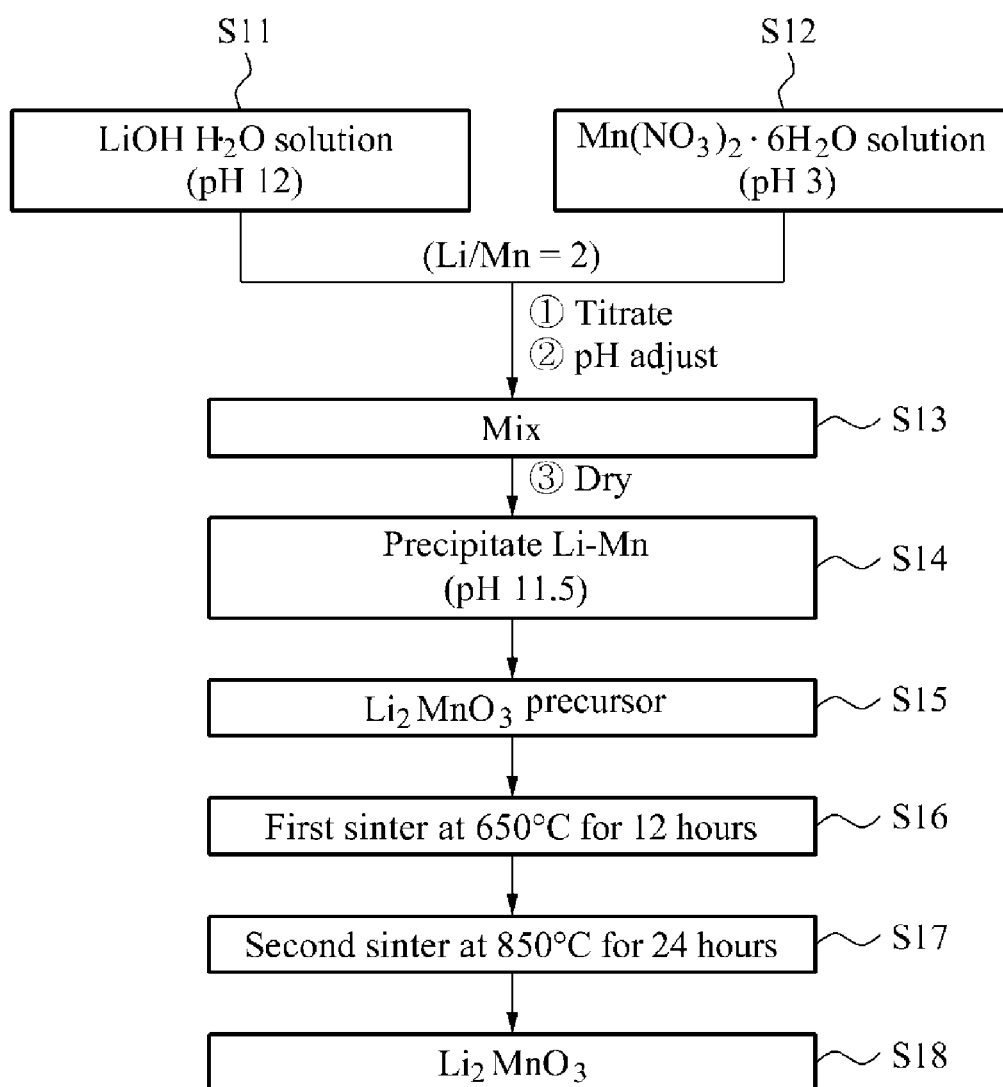 S11
S12
LiOH H·₂O solution
(pH 12)
Mn(NO₃)₂ · 6H₂O solution
(pH 3)
(Li/Mn = 2)
① Titrate
② pH adjust
Mix
S13
③ Dry
Precipitate Li-Mn
(pH 11.5)
S14
Li₂MnO₃ precursor
S15
First sinter at 650°C for 12 hours
S16
Second sinter at 850°C for 24 hours
S17
Li₂MnO₃
S18